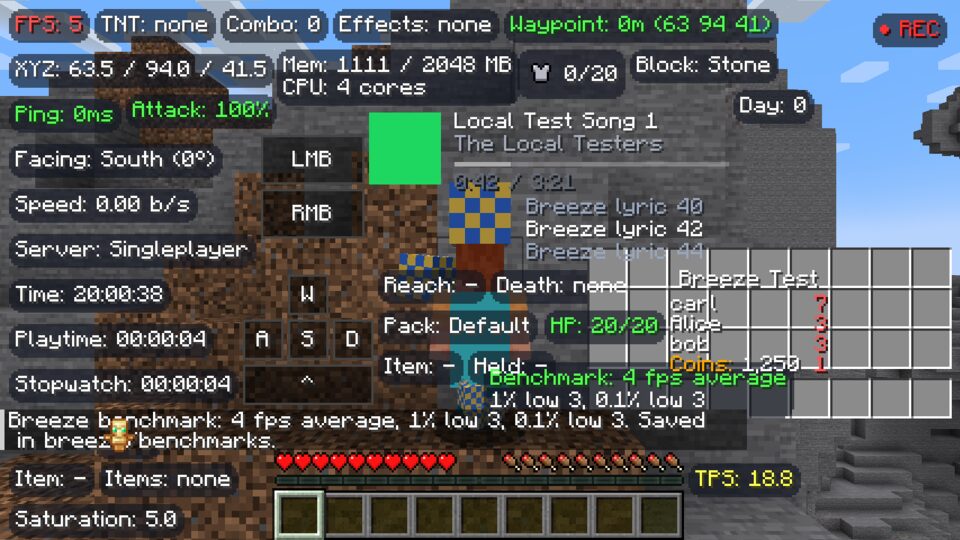 FPS: 5
TNT: none
Combo: 0
Effects: none
Waypoint: 0m (63 94 41)
REC
XYZ: 63.5 / 94.0 / 41.5
Mem: 1111 / 2048 MB
CPU: 4 cores
0/20
Block: Stone
Ping: 0ms
Attack: 100%
Day: 0
Local Test Song 1
The Local Testers
0:42 / 3:21
Facing: South (0°)
LMB
Speed: 0.00 b/s
RMB
Breeze lyric 40
Breeze lyric 42
Breeze lyric 44
Server: Singleplayer
Breeze Test
carl 7
Alice 3
bob 3
Coins: 1,250 1
Time: 20:00:38
W
Reach: - Death: none
Playtime: 00:00:04
A S D
Pack: Default
HP: 20/20
Item: - Held: -
Stopwatch: 00:00:04
^
Benchmark: 4 fps average
1% low 3, 0.1% low 3
Breeze benchmark: 4 fps average, 1% low 3, 0.1% low 3. Saved
in breeze benchmarks.
Item: -
Items: none
TPS: 18.8
Saturation: 5.0